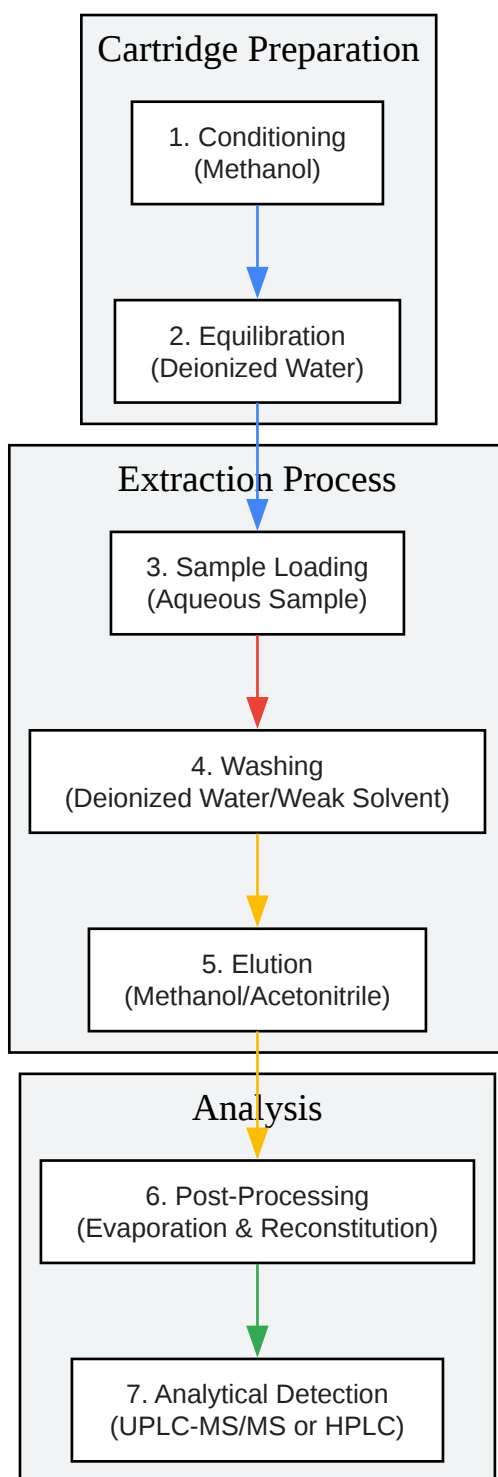 Cartridge Preparation
1. Conditioning
(Methanol)
2. Equilibration
(Deionized Water)
Extraction Process
3. Sample Loading
(Aqueous Sample)
4. Washing
(Deionized Water/Weak Solvent)
5. Elution
(Methanol/Acetonitrile)
Analysis
6. Post-Processing
(Evaporation & Reconstitution)
7. Analytical Detection
(UPLC-MS/MS or HPLC)